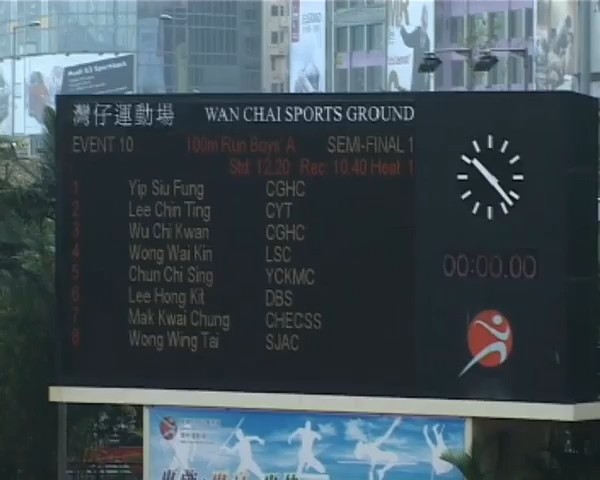 Audi S3 Sportback
灣仔運動場 WAN CHAI SPORTS GROUND
EVENT 10 100m Run Boys' A SEMI-FINAL 1
Std: 12.20 Rec: 10.40 Heat 1
1 Yip Siu Fung CGHC
2 Lee Chin Ting CYT
3 Wu Chi Kwan CGHC
4 Wong Wai Kin LSC
5 Chun Chi Sing YCKMC
6 Lee Hong Kit DBS
7 Mak Kwai Chung CHECSS
8 Wong Wing Tai SJAC
00:00.00